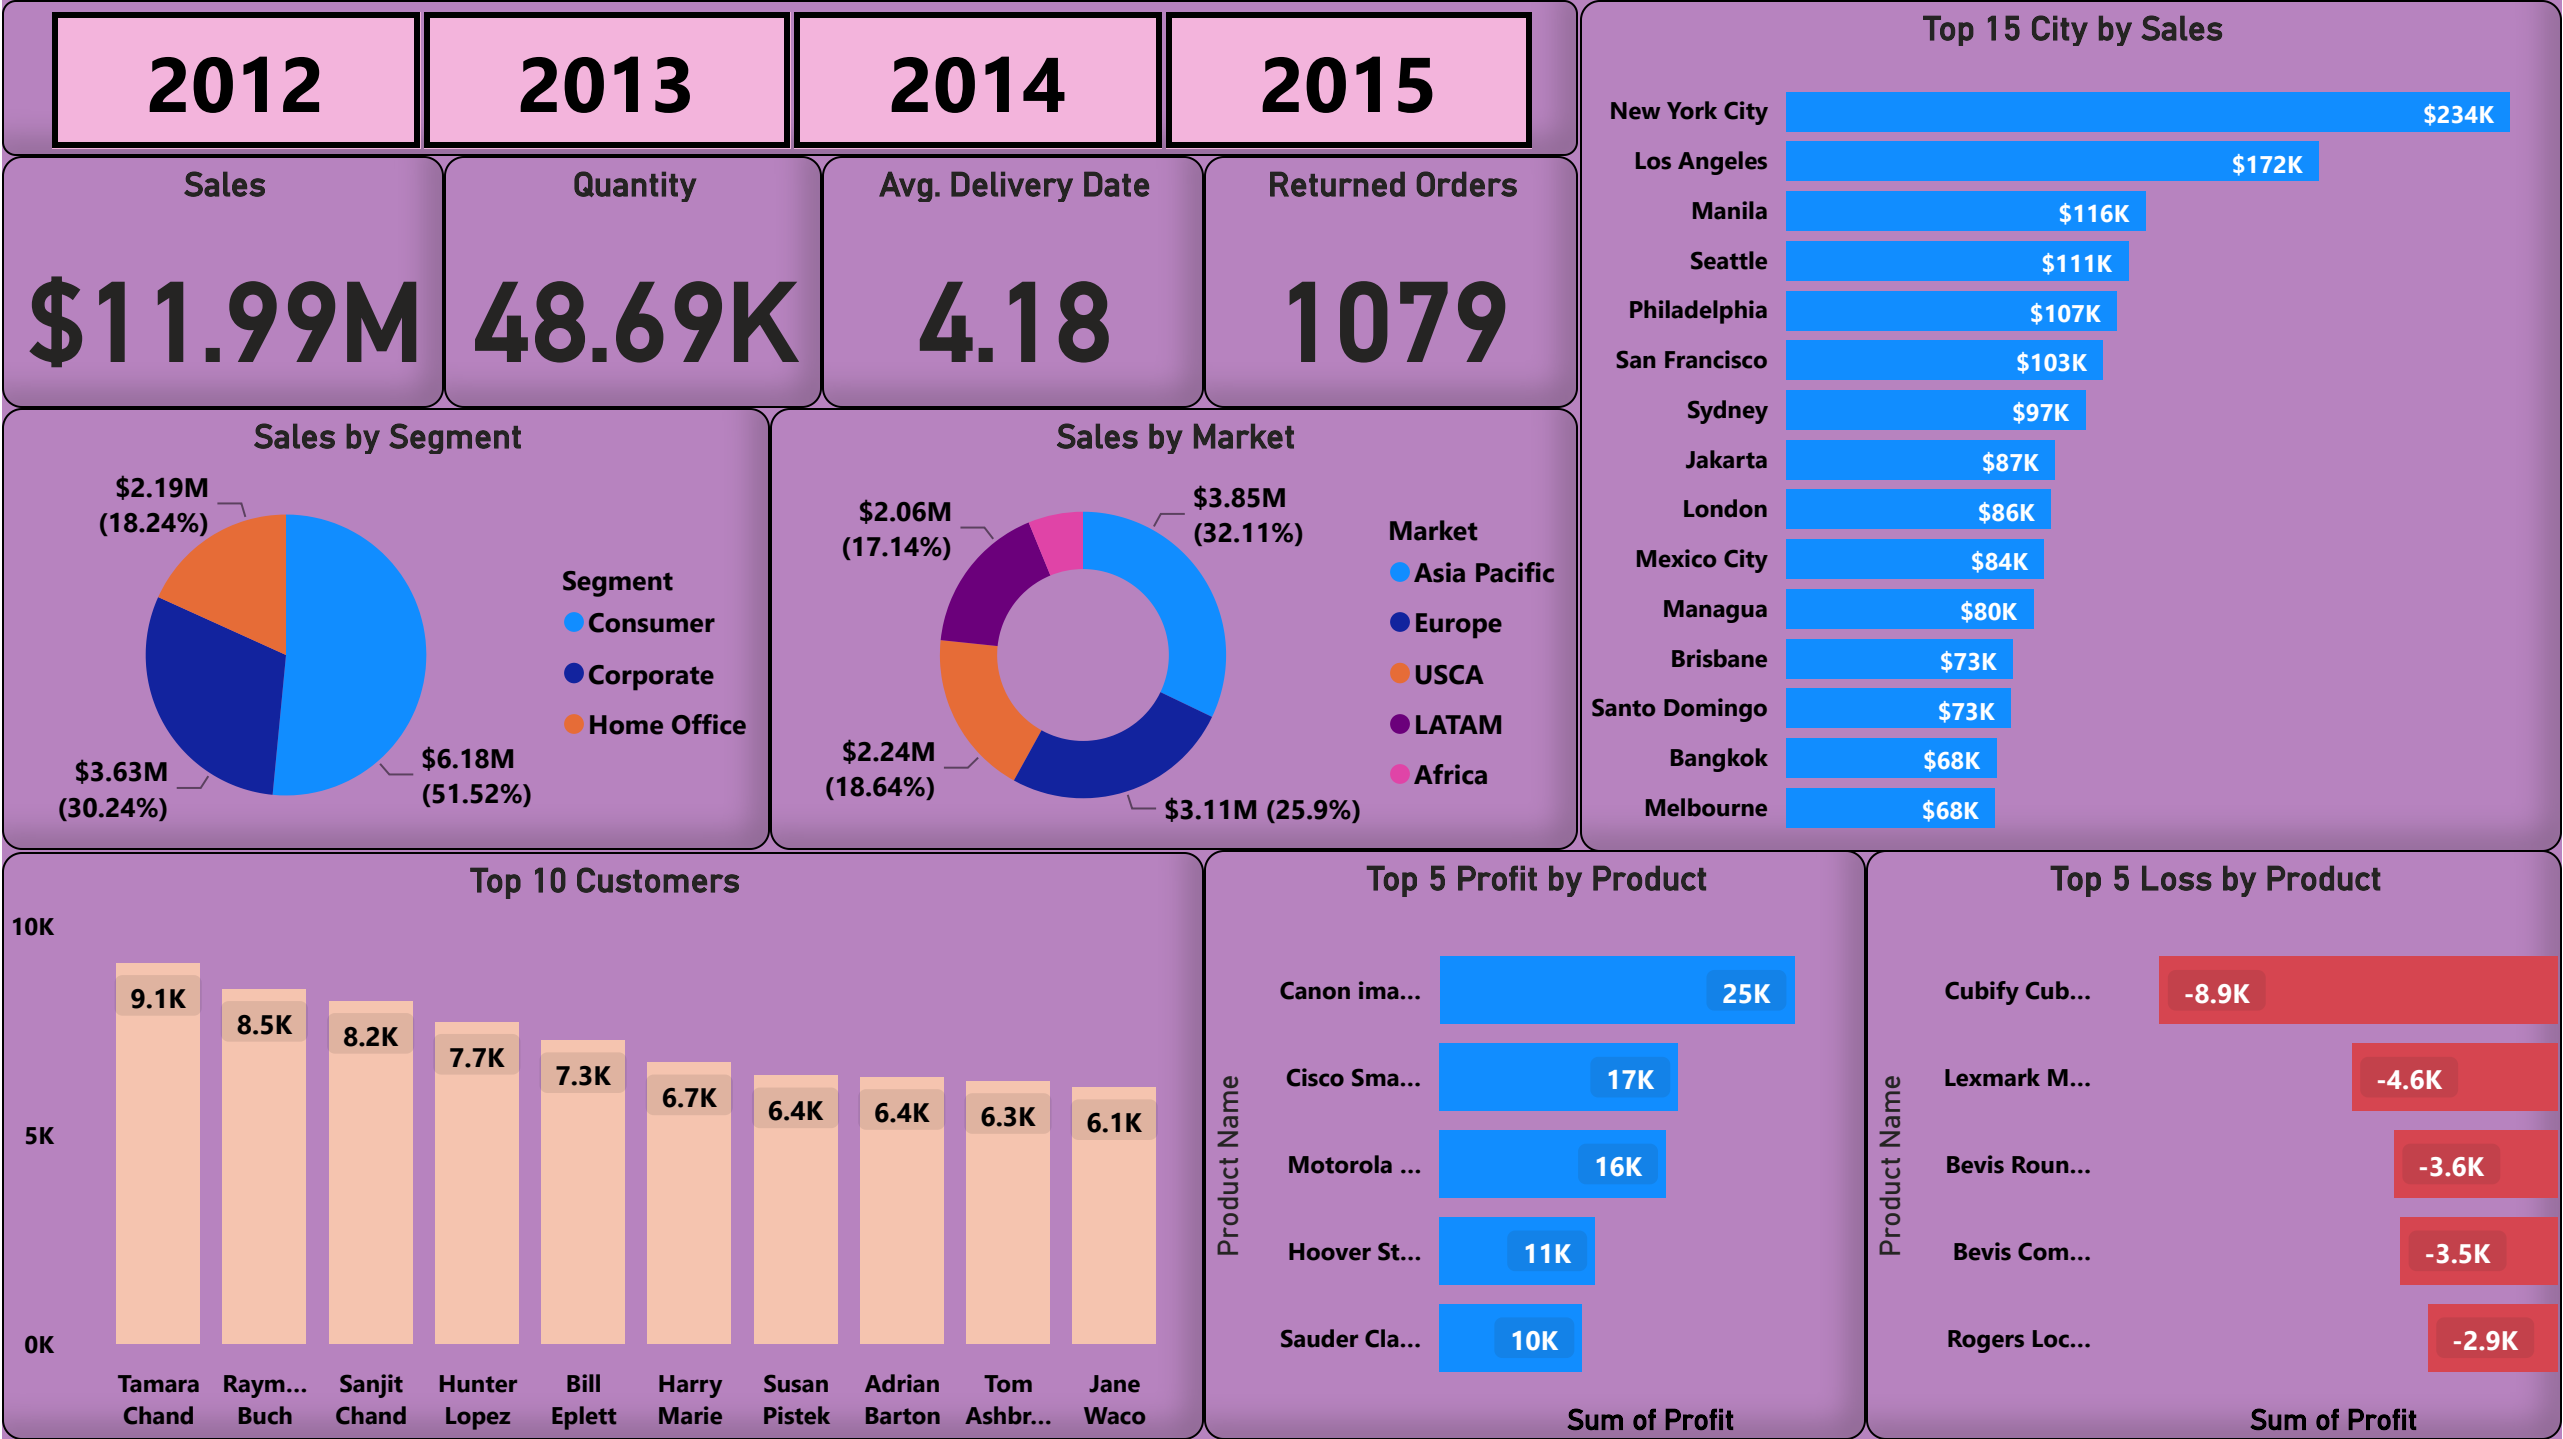 2012
2013
2014
2015
Sales
$11.99M
Quantity
48.69K
Avg. Delivery Date
4.18
Returned Orders
1079
Top 15 City by Sales
New York City $234K
Los Angeles $172K
Manila $116K
Seattle $111K
Philadelphia $107K
San Francisco $103K
Sydney $97K
Jakarta $87K
London $86K
Mexico City $84K
Managua $80K
Brisbane $73K
Santo Domingo $73K
Bangkok $68K
Melbourne $68K
Sales by Segment
$2.19M
(18.24%)
$3.63M
(30.24%)
$6.18M
(51.52%)
Segment
Consumer
Corporate
Home Office
Sales by Market
$2.06M
(17.14%)
$3.85M
(32.11%)
$2.24M
(18.64%)
$3.11M (25.9%)
Market
Asia Pacific
Europe
USCA
LATAM
Africa
Top 10 Customers
10K
5K
0K
9.1K
8.5K
8.2K
7.7K
7.3K
6.7K
6.4K
6.4K
6.3K
6.1K
Tamara
Chand
Raym...
Buch
Sanjit
Chand
Hunter
Lopez
Bill
Eplett
Harry
Marie
Susan
Pistek
Adrian
Barton
Tom
Ashbr...
Jane
Waco
Top 5 Profit by Product
Product Name
Canon ima... 25K
Cisco Sma... 17K
Motorola ... 16K
Hoover St... 11K
Sauder Cla... 10K
Sum of Profit
Top 5 Loss by Product
Product Name
Cubify Cub... -8.9K
Lexmark M... -4.6K
Bevis Roun... -3.6K
Bevis Com... -3.5K
Rogers Loc... -2.9K
Sum of Profit